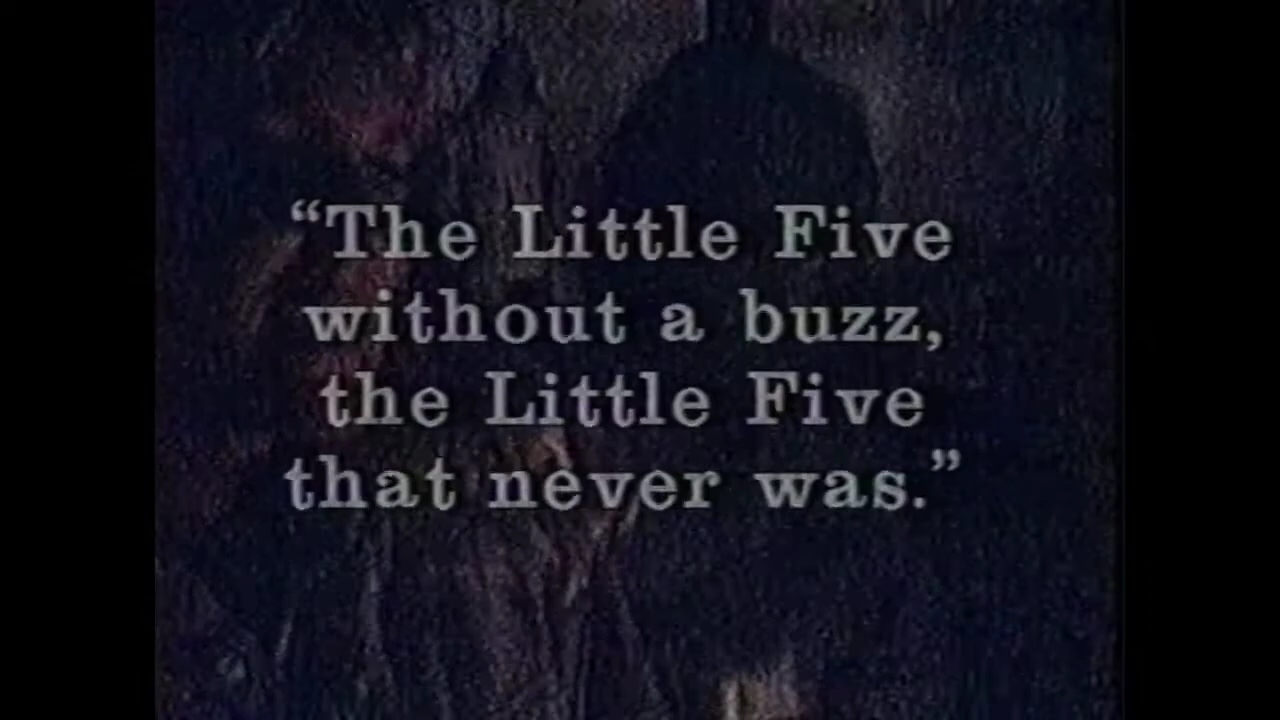 “The Little Five
without a buzz,
the Little Five
that never was.”